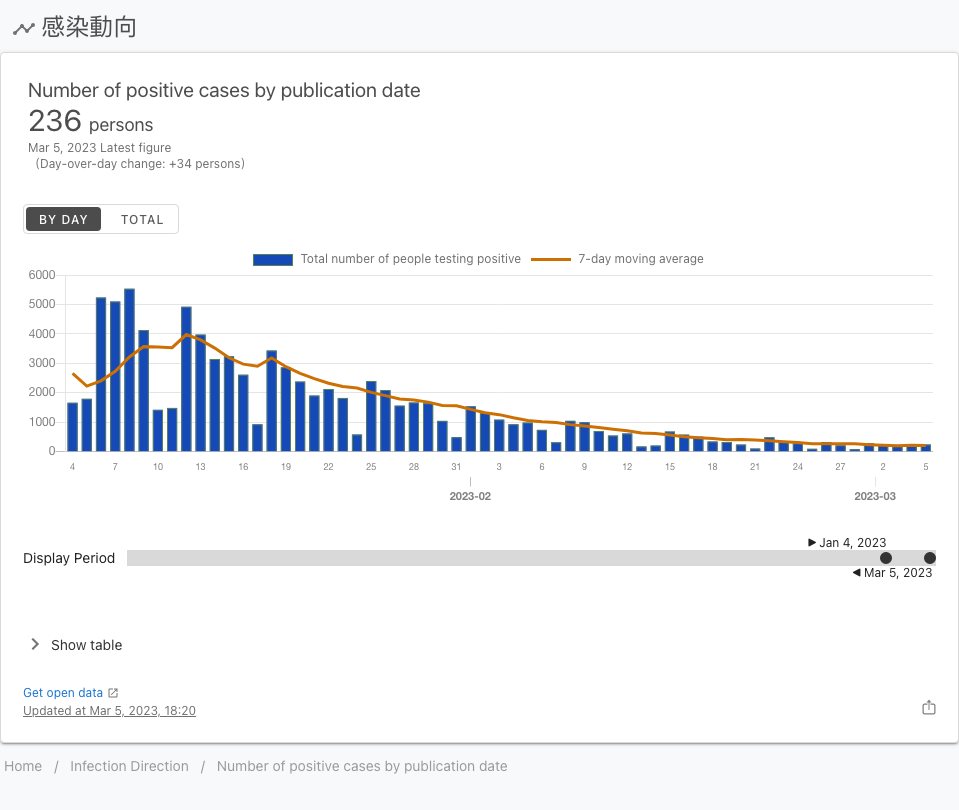 感染動向
Number of positive cases by publication date
236 persons
Mar 5, 2023 Latest figure
(Day-over-day change: +34 persons)
BY DAY TOTAL
Total number of people testing positive 7-day moving average
6000
5000
4000
3000
2000
1000
0
4 7 10 13 16 19 22 25 28 31 3 6 9 12 15 18 21 24 27 2 5
2023-02 2023-03
Jan 4, 2023
Display Period
Mar 5, 2023
Show table
Get open data
Updated at Mar 5, 2023, 18:20
Home / Infection Direction / Number of positive cases by publication date